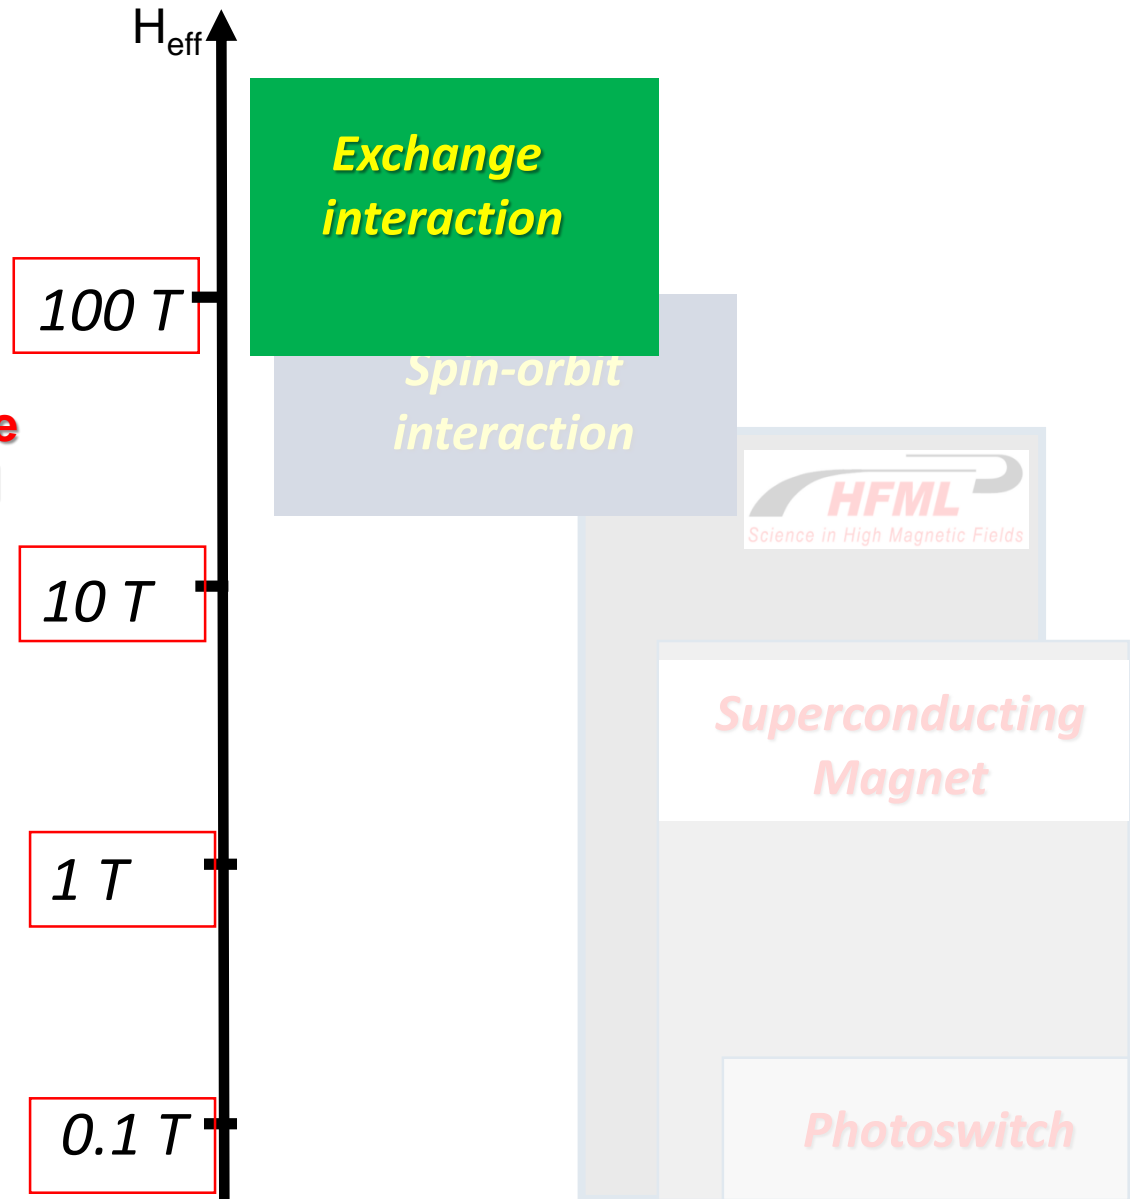 H_eff
Exchange
interaction
100 T
Spin-orbit
interaction
e
HFML
Science in High Magnetic Fields
10 T
Superconducting
Magnet
1 T
0.1 T
Photoswitch